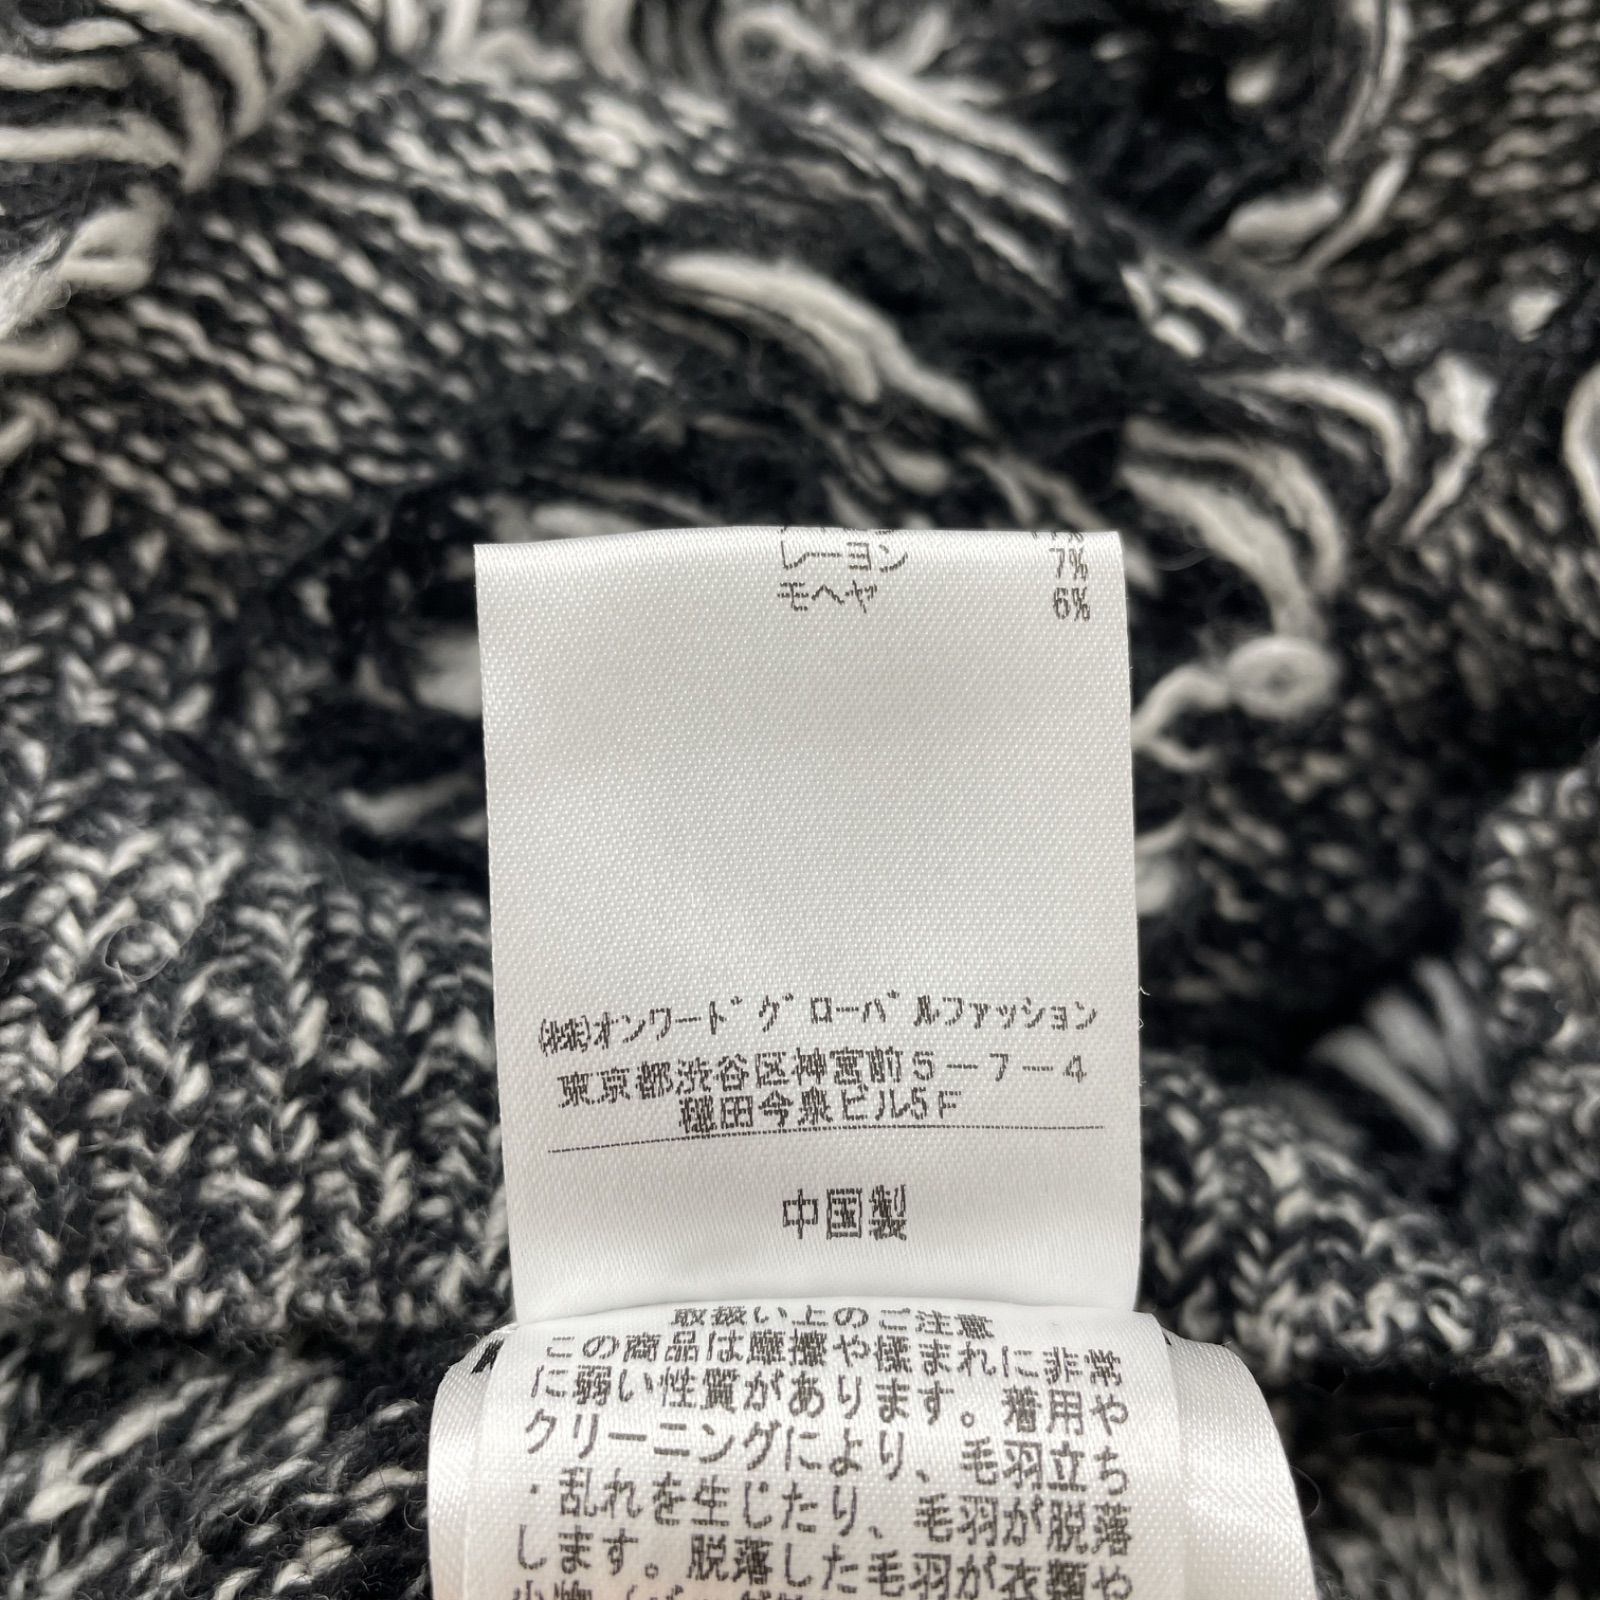 レーヨン 7%
モヘヤ 6%
(株)オンワードグローバルファッション
東京都渋谷区神宮前5-7-4
穏田今泉ビル5F
中国製
取扱い上のご注意
この商品は摩擦や揉まれに非常
に弱い性質があります。着用や
クリーニングにより、毛羽立ち
・乱れを生じたり、毛羽が脱落
します。脱落した毛羽が衣類や